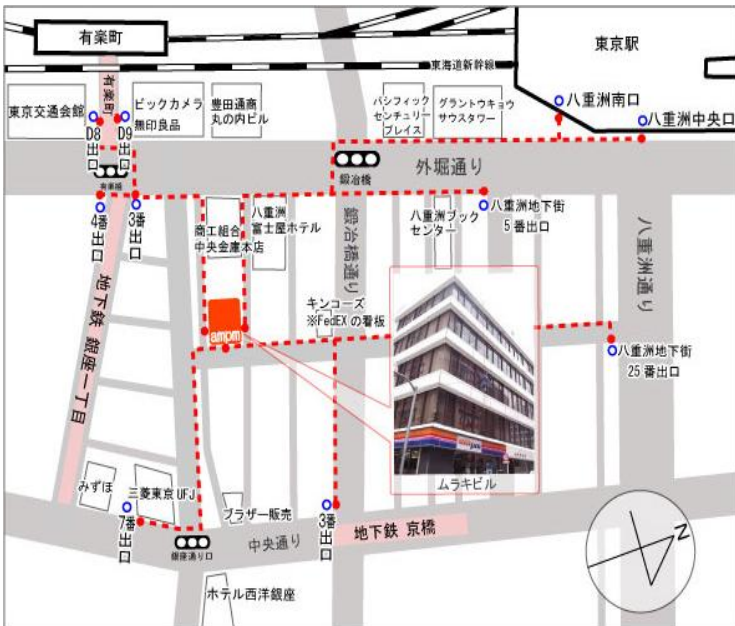 有楽町
東京駅
有楽町
東海道新幹線
東京交通会館
ビックカメラ
無印良品
豊田通商
丸の内ビル
パシフィック
センチュリー
プレイス
グラントウキョウ
サウスタワー
八重洲南口
八重洲中央口
D8
出口
D9
出口
有楽橋
鍛冶橋
外堀通り
4番
出口
3番
出口
商工組合
中央金庫本店
八重洲
富士屋ホテル
鍛冶橋通り
八重洲ブック
センター
八重洲地下街
5番出口
八重洲通り
地下鉄 銀座一丁目
ampm
キンコーズ
※FedEXの看板
八重洲地下街
25番出口
ムラキビル
みずほ
三菱東京UFJ
7番
出口
ブラザー販売
3番
出口
地下鉄 京橋
銀座通り口
中央通り
ホテル西洋銀座
N